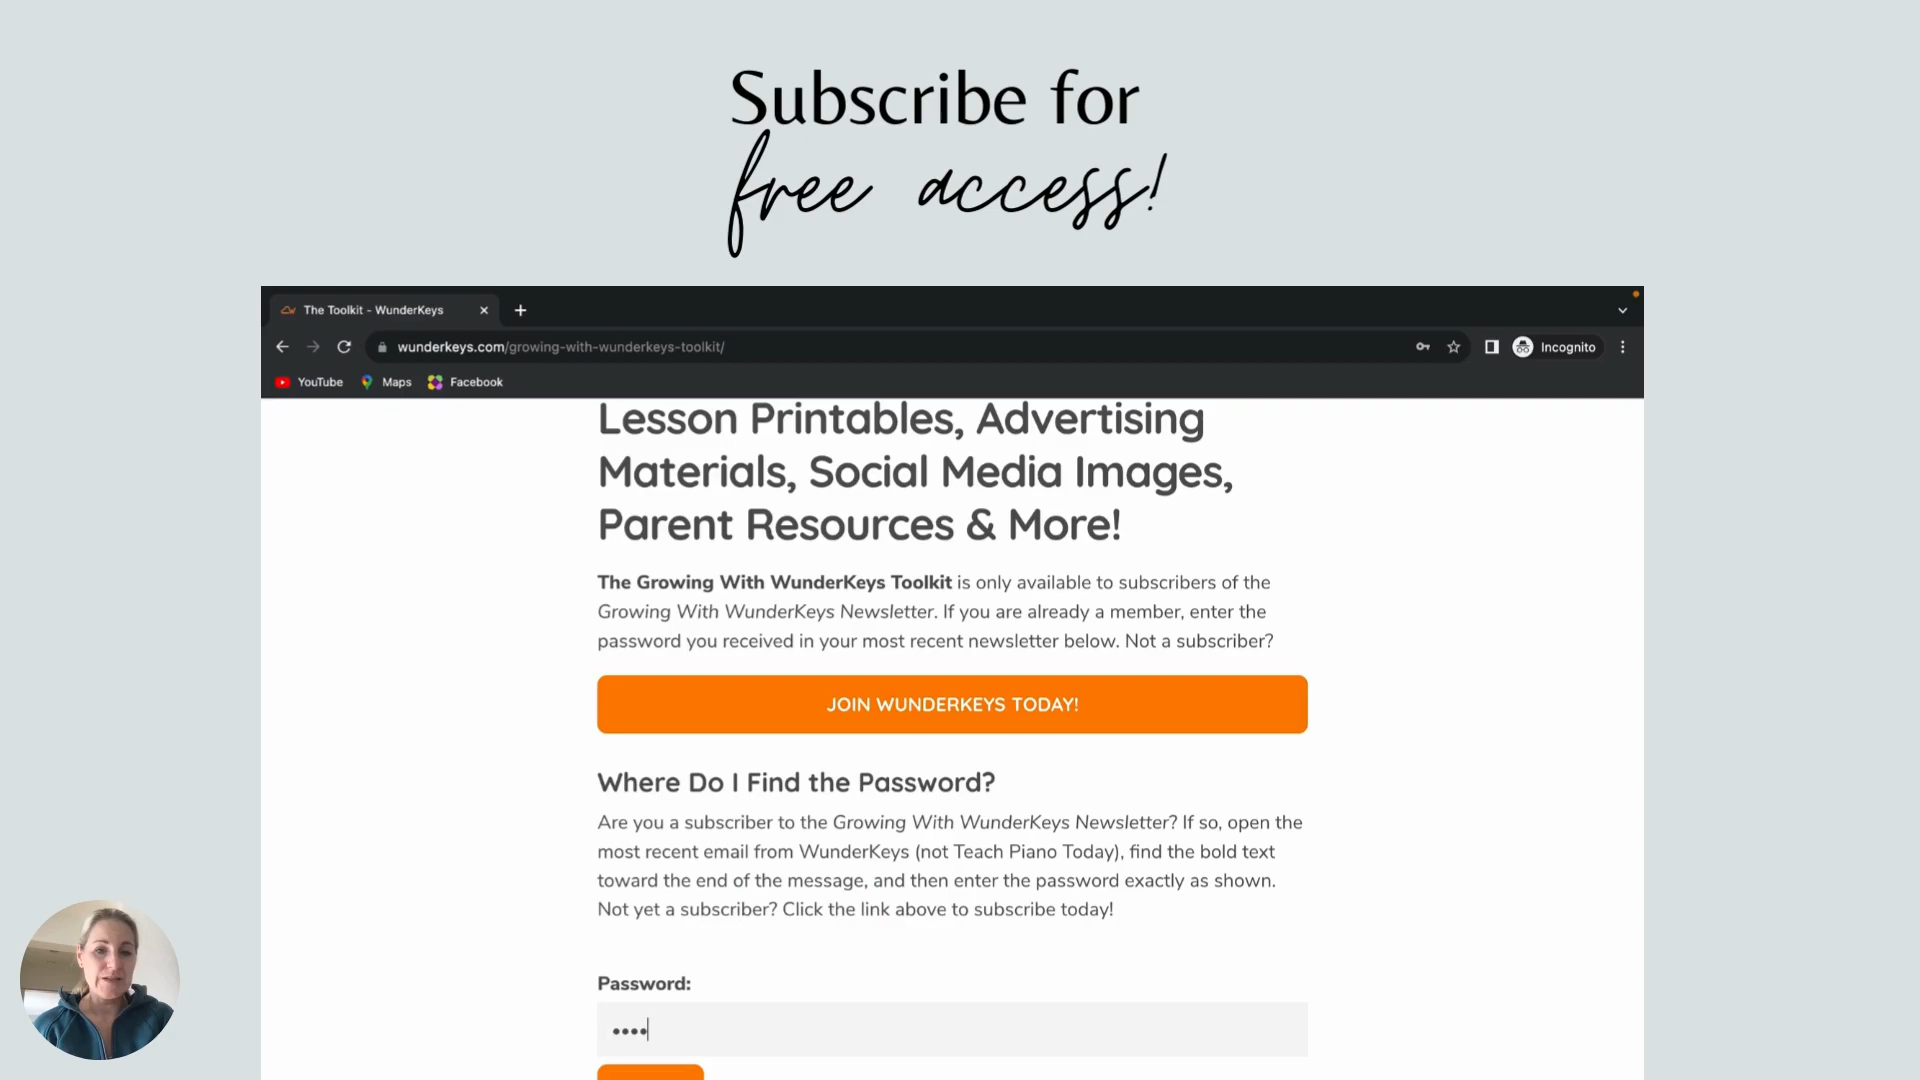 Subscribe for
free access!
The Toolkit - WunderKeys
wunderkeys.com/growing-with-wunderkeys-toolkit/
Incognito
YouTube Maps Facebook
Lesson Printables, Advertising
Materials, Social Media Images,
Parent Resources & More!
The Growing With WunderKeys Toolkit is only available to subscribers of the
Growing With WunderKeys Newsletter. If you are already a member, enter the
password you received in your most recent newsletter below. Not a subscriber?
JOIN WUNDERKEYS TODAY!
Where Do I Find the Password?
Are you a subscriber to the Growing With WunderKeys Newsletter? If so, open the
most recent email from WunderKeys (not Teach Piano Today), find the bold text
toward the end of the message, and then enter the password exactly as shown.
Not yet a subscriber? Click the link above to subscribe today!
Password: